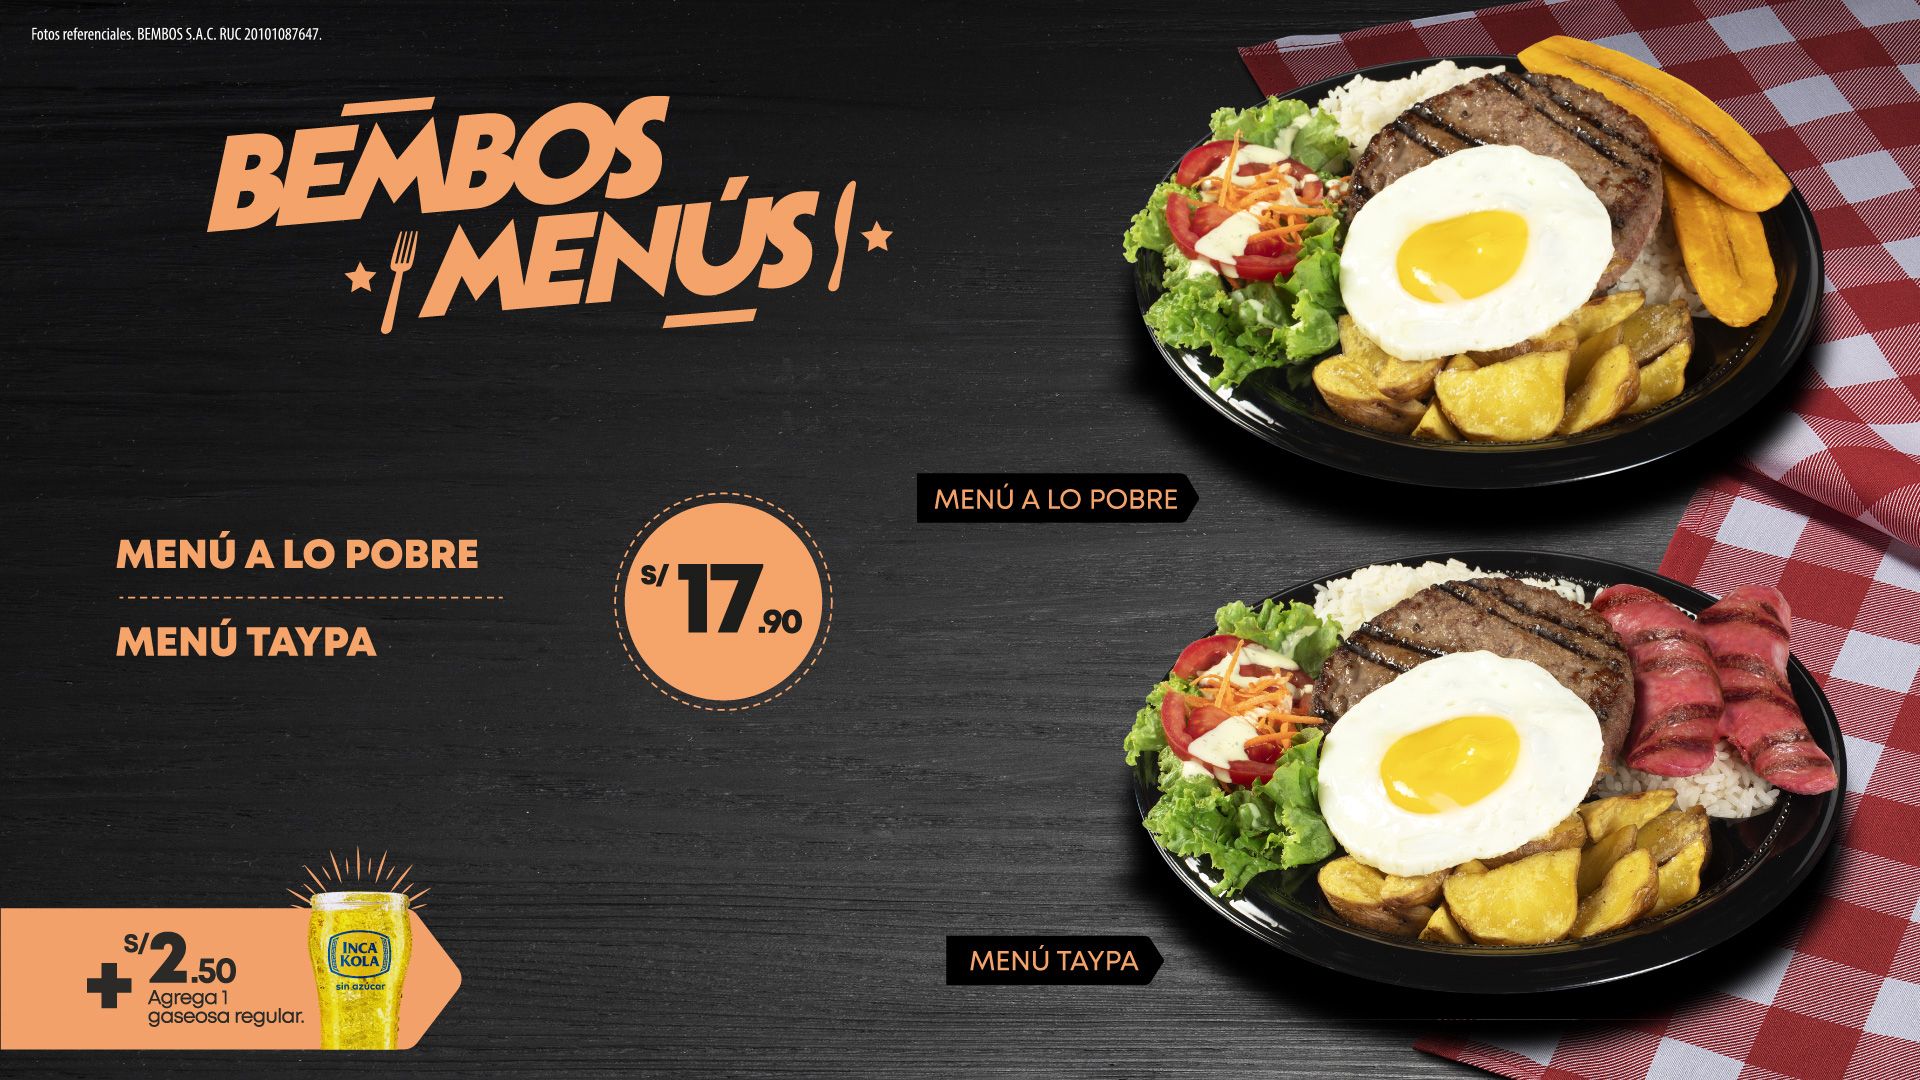 Fotos referenciales. BEMBOS S.A.C. RUC 20101087647.
BEMBOS
MENÚS
MENÚ A LO POBRE
MENÚ A LO POBRE
MENÚ TAYPA
S/ 17.90
MENÚ TAYPA
+ S/ 2.50
Agrega 1
gaseosa regular.
INCA
KOLA
sin azúcar